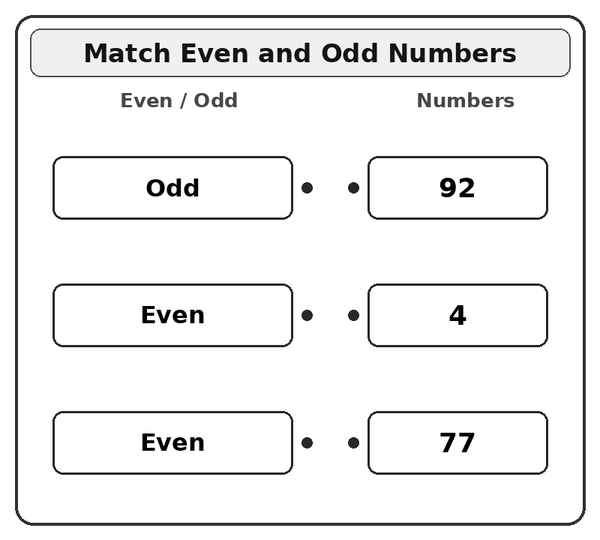 Match Even and Odd Numbers
Even / Odd Numbers
Odd 92
Even 4
Even 77